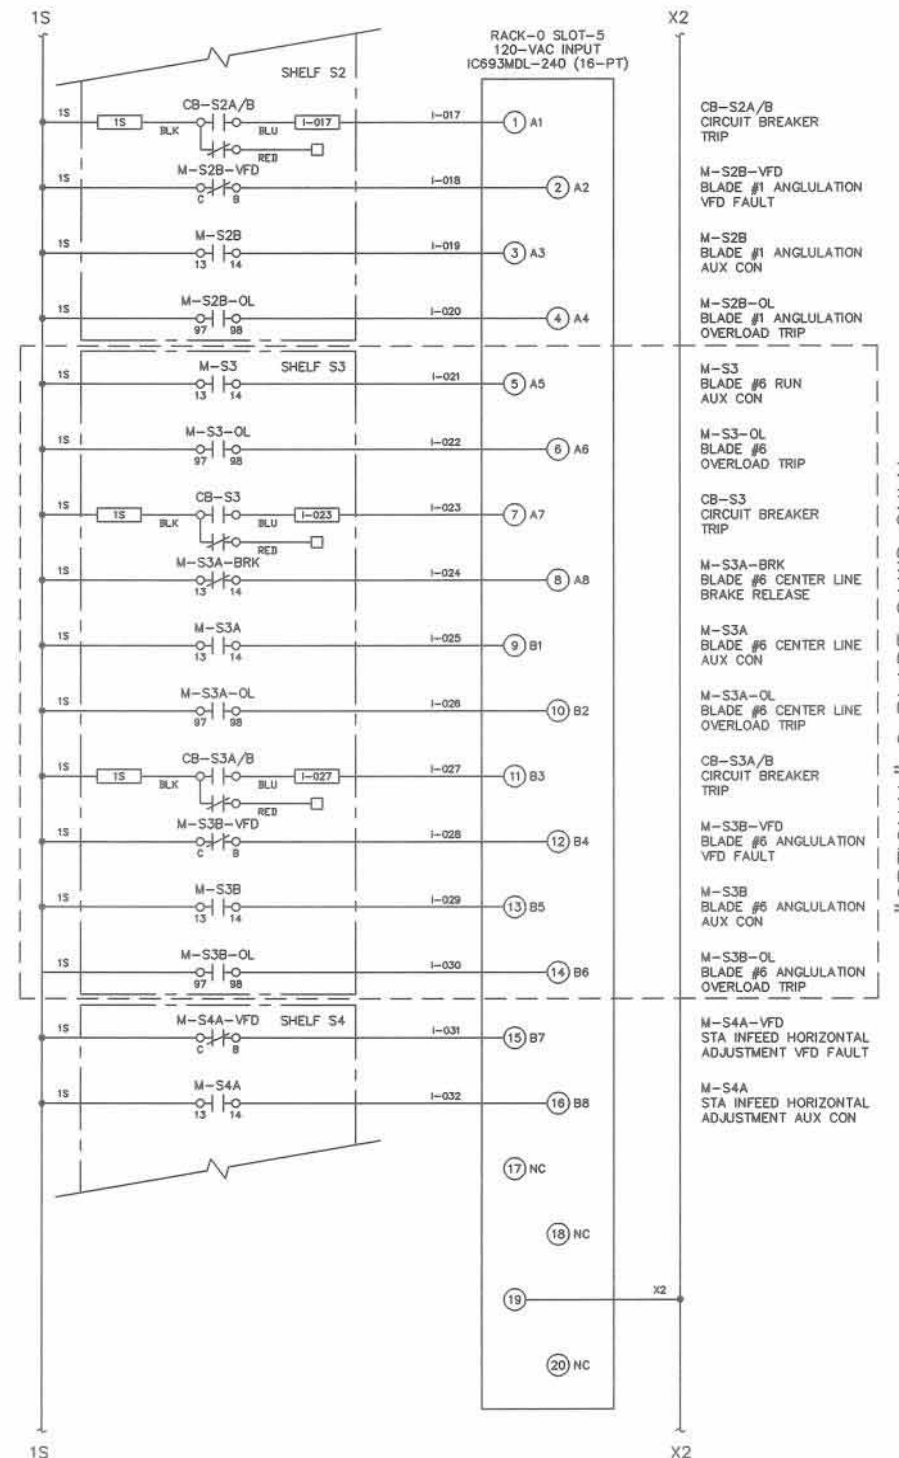 1S
X2
RACK-0 SLOT-5
120-VAC INPUT
IC693MDL-240 (16-PT)
SHELF S2
1S
1S
BLK
CB-S2A/B
BLU
RED
I-017
I-017
1 A1
CB-S2A/B
CIRCUIT BREAKER
TRIP
1S
M-S2B-VFD
C B
I-018
2 A2
M-S2B-VFD
BLADE #1 ANGLULATION
VFD FAULT
1S
M-S2B
13 14
I-019
3 A3
M-S2B
BLADE #1 ANGLULATION
AUX CON
1S
M-S2B-OL
97 98
I-020
4 A4
M-S2B-OL
BLADE #1 ANGLULATION
OVERLOAD TRIP
SHELF S3
1S
M-S3
13 14
I-021
5 A5
M-S3
BLADE #6 RUN
AUX CON
1S
M-S3-OL
97 98
I-022
6 A6
M-S3-OL
BLADE #6
OVERLOAD TRIP
1S
1S
BLK
CB-S3
BLU
RED
I-023
I-023
7 A7
CB-S3
CIRCUIT BREAKER
TRIP
1S
M-S3A-BRK
13 14
I-024
8 A8
M-S3A-BRK
BLADE #6 CENTER LINE
BRAKE RELEASE
1S
M-S3A
13 14
I-025
9 B1
M-S3A
BLADE #6 CENTER LINE
AUX CON
1S
M-S3A-OL
97 98
I-026
10 B2
M-S3A-OL
BLADE #6 CENTER LINE
OVERLOAD TRIP
1S
1S
BLK
CB-S3A/B
BLU
RED
I-027
I-027
11 B3
CB-S3A/B
CIRCUIT BREAKER
TRIP
1S
M-S3B-VFD
C B
I-028
12 B4
M-S3B-VFD
BLADE #6 ANGLULATION
VFD FAULT
1S
M-S3B
13 14
I-029
13 B5
M-S3B
BLADE #6 ANGLULATION
AUX CON
1S
M-S3B-OL
97 98
I-030
14 B6
M-S3B-OL
BLADE #6 ANGLULATION
OVERLOAD TRIP
SHELF S4
M-S4A-VFD
C B
I-031
15 B7
M-S4A-VFD
STA INFEED HORIZONTAL
ADJUSTMENT VFD FAULT
1S
M-S4A
13 14
I-032
16 B8
M-S4A
STA INFEED HORIZONTAL
ADJUSTMENT AUX CON
17 NC
18 NC
19
X2
20 NC
1S
X2